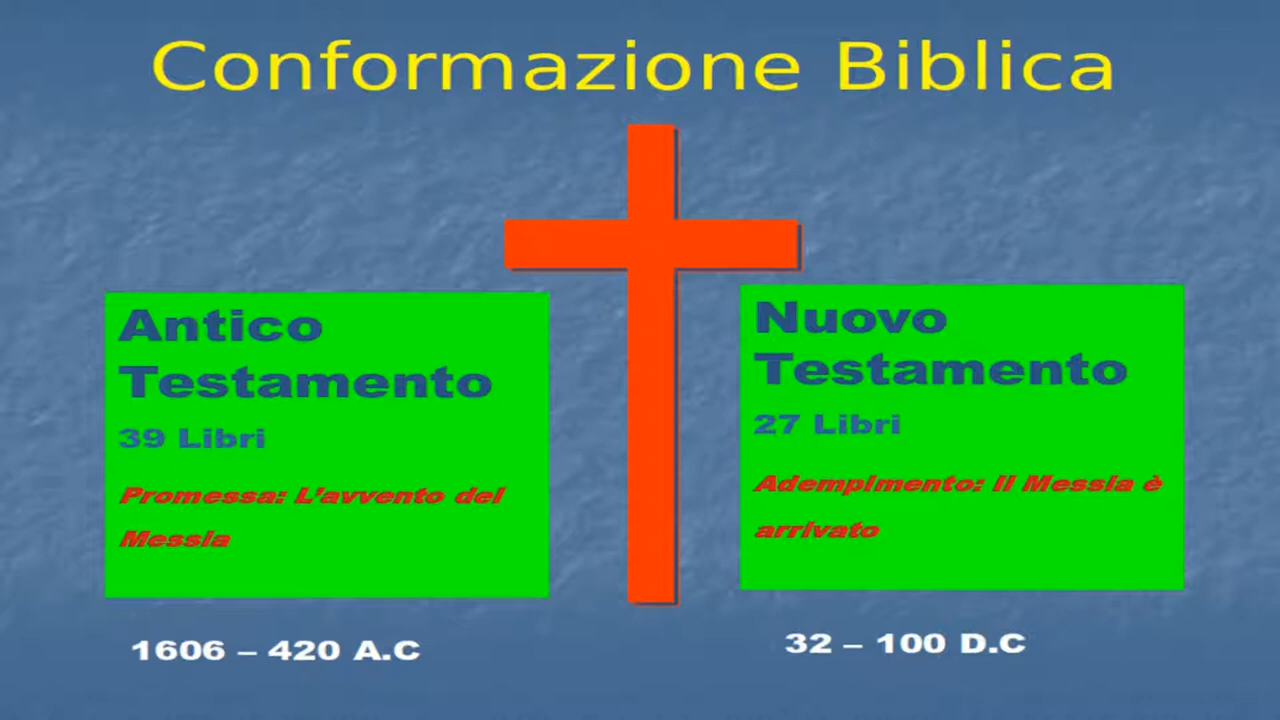 Conformazione Biblica
Antico
Testamento
39 Libri
Promessa: L'avvento del
Messia
1606 – 420 A.C
Nuovo
Testamento
27 Libri
Adempimento: Il Messia è
arrivato
32 – 100 D.C